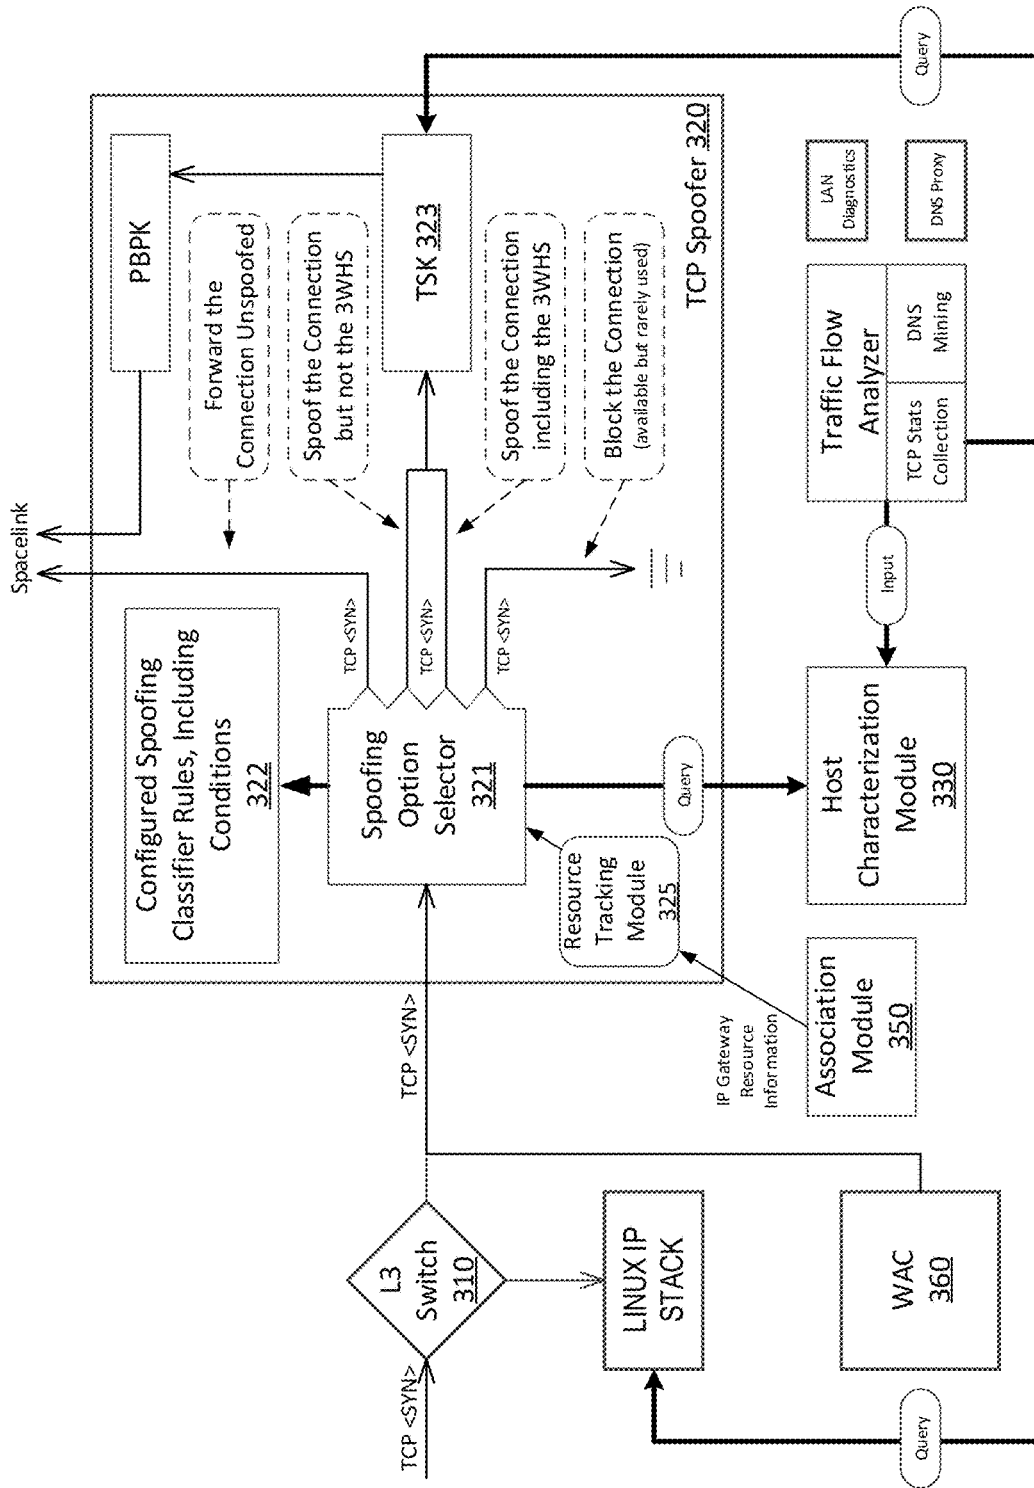 TCP <SYN>
L3
Switch
310
LINUX IP
STACK
Query
WAC
360
TCP <SYN>
IP Gateway
Resource
Information
Association
Module
350
Resource
Tracking
Module
325
Configured Spoofing
Classifier Rules, Including
Conditions
322
Spoofing
Option
Selector
321
Query
Host
Characterization
Module
330
TCP <SYN>
TCP <SYN>
TCP <SYN>
Spacelink
Forward the
Connection Unspoofed
Spoof the Connection
but not the 3WHS
Spoof the Connection
including the 3WHS
Block the Connection
(available but rarely used)
PBPK
TSK 323
TCP Spoofer 320
Input
Traffic Flow
Analyzer
TCP Stats
Collection
DNS
Mining
LAN
Diagnostics
DNS Proxy
Query